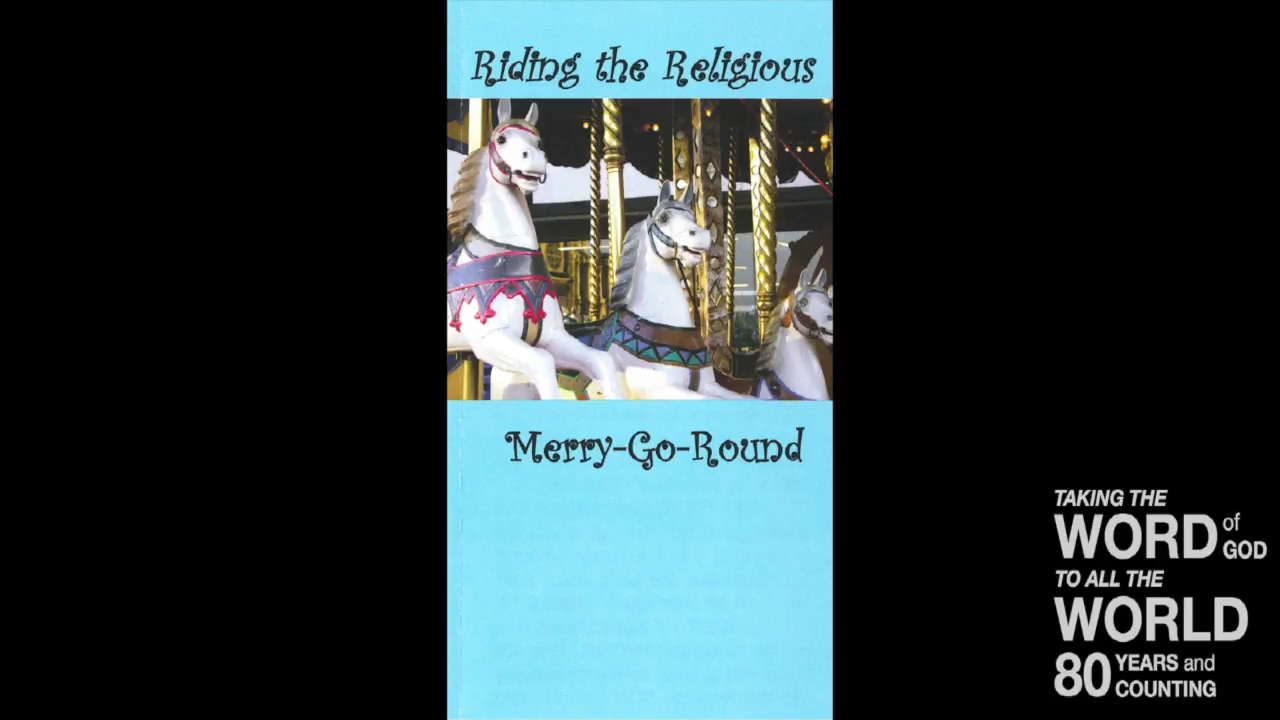 Riding the Religious
Merry-Go-Round
TAKING THE
WORD of GOD
TO ALL THE
WORLD
80 YEARS and COUNTING